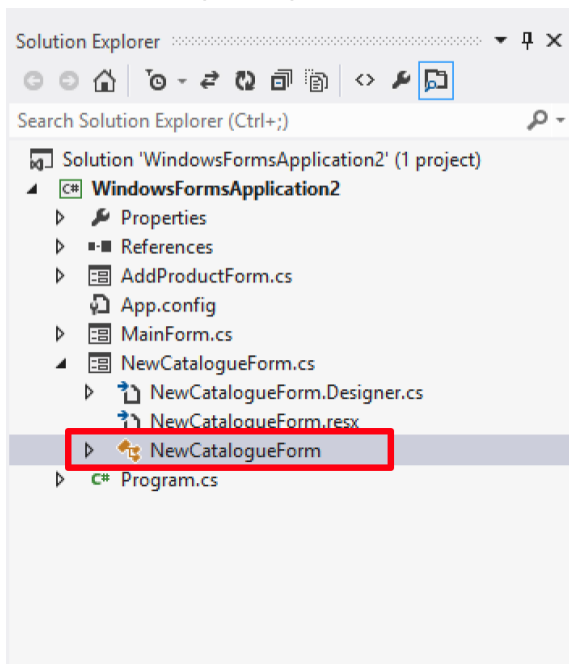 Solution Explorer
Search Solution Explorer (Ctrl+;)
Solution 'WindowsFormsApplication2' (1 project)
C# WindowsFormsApplication2
Properties
References
AddProductForm.cs
App.config
MainForm.cs
NewCatalogueForm.cs
NewCatalogueForm.Designer.cs
NewCatalogueForm.resx
NewCatalogueForm
C# Program.cs